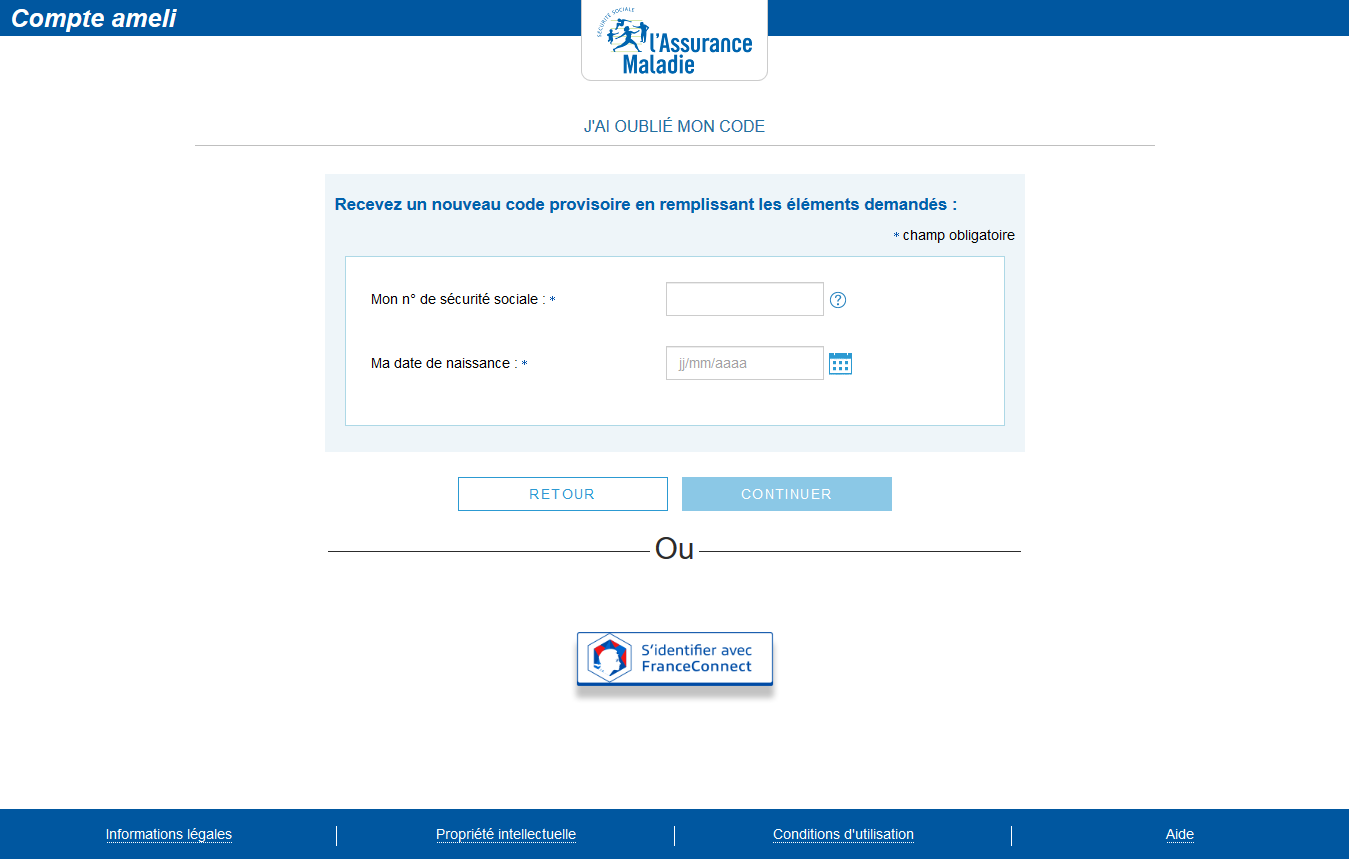 Compte ameli
SÉCURITÉ SOCIALE
l'Assurance
Maladie
J'AI OUBLIÉ MON CODE
Recevez un nouveau code provisoire en remplissant les éléments demandés :
* champ obligatoire
Mon n° de sécurité sociale : *
?
Ma date de naissance : *
jj/mm/aaaa
RETOUR
CONTINUER
Ou
S'identifier avec
FranceConnect
Informations légales
Propriété intellectuelle
Conditions d'utilisation
Aide